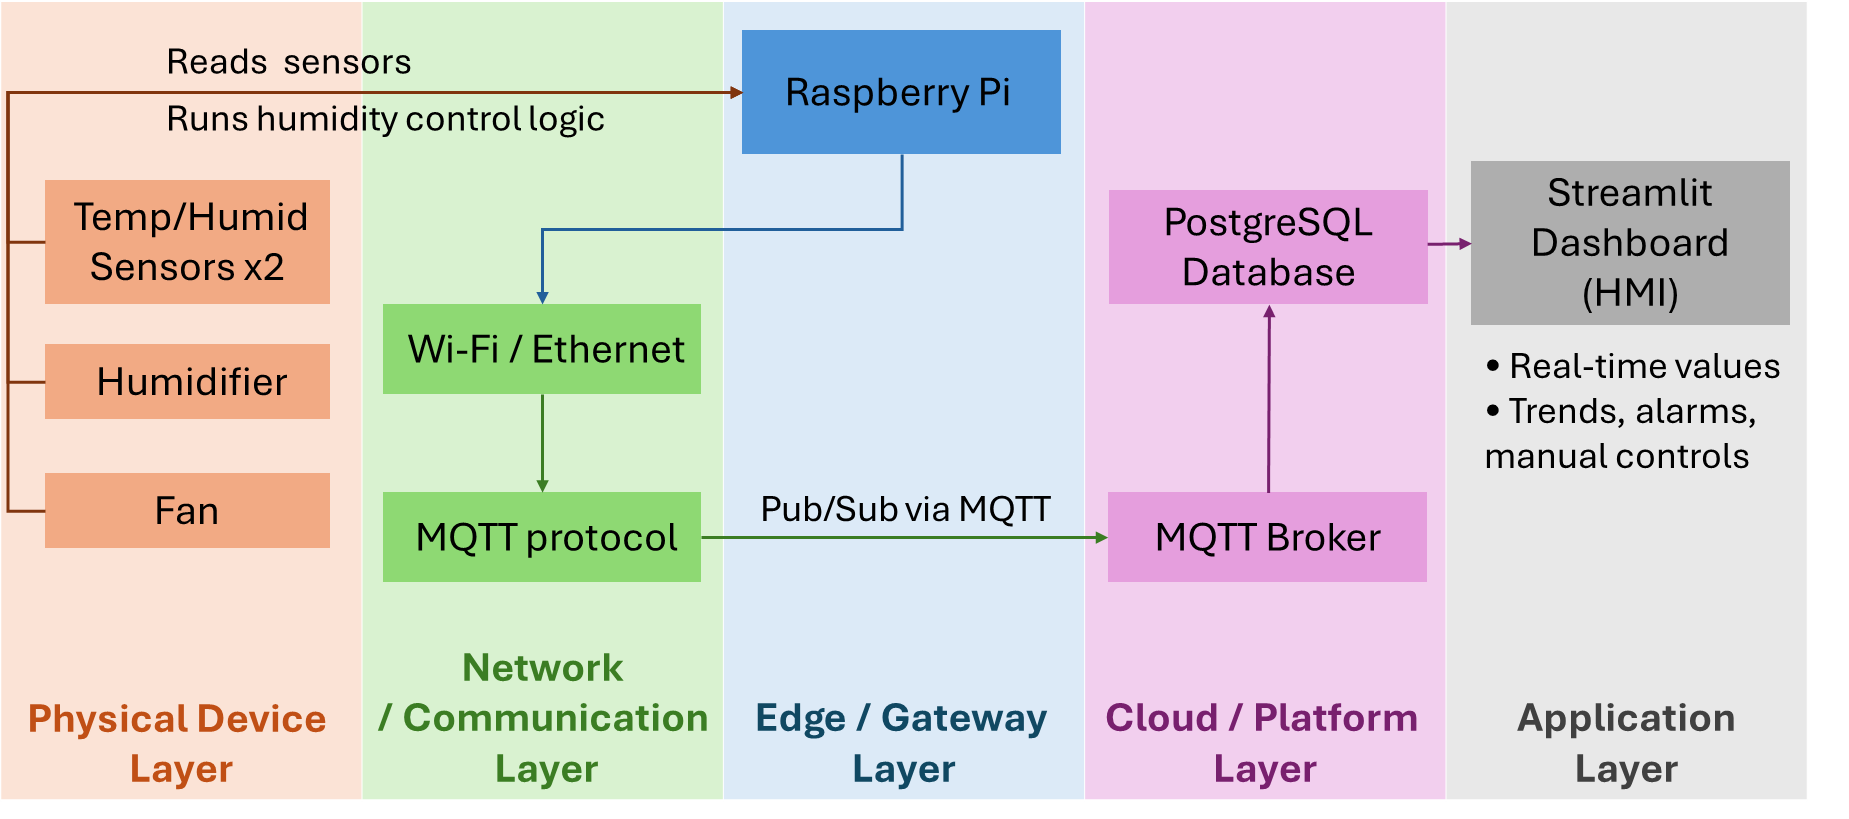 Reads  sensors
Runs humidity control logic
Raspberry Pi
Temp/Humid
Sensors x2
Humidifier
Fan
Wi-Fi / Ethernet
MQTT protocol
Pub/Sub via MQTT
PostgreSQL
Database
MQTT Broker
Streamlit
Dashboard
(HMI)
• Real-time values
• Trends, alarms,
manual controls
Physical Device
Layer
Network
/ Communication
Layer
Edge / Gateway
Layer
Cloud / Platform
Layer
Application
Layer